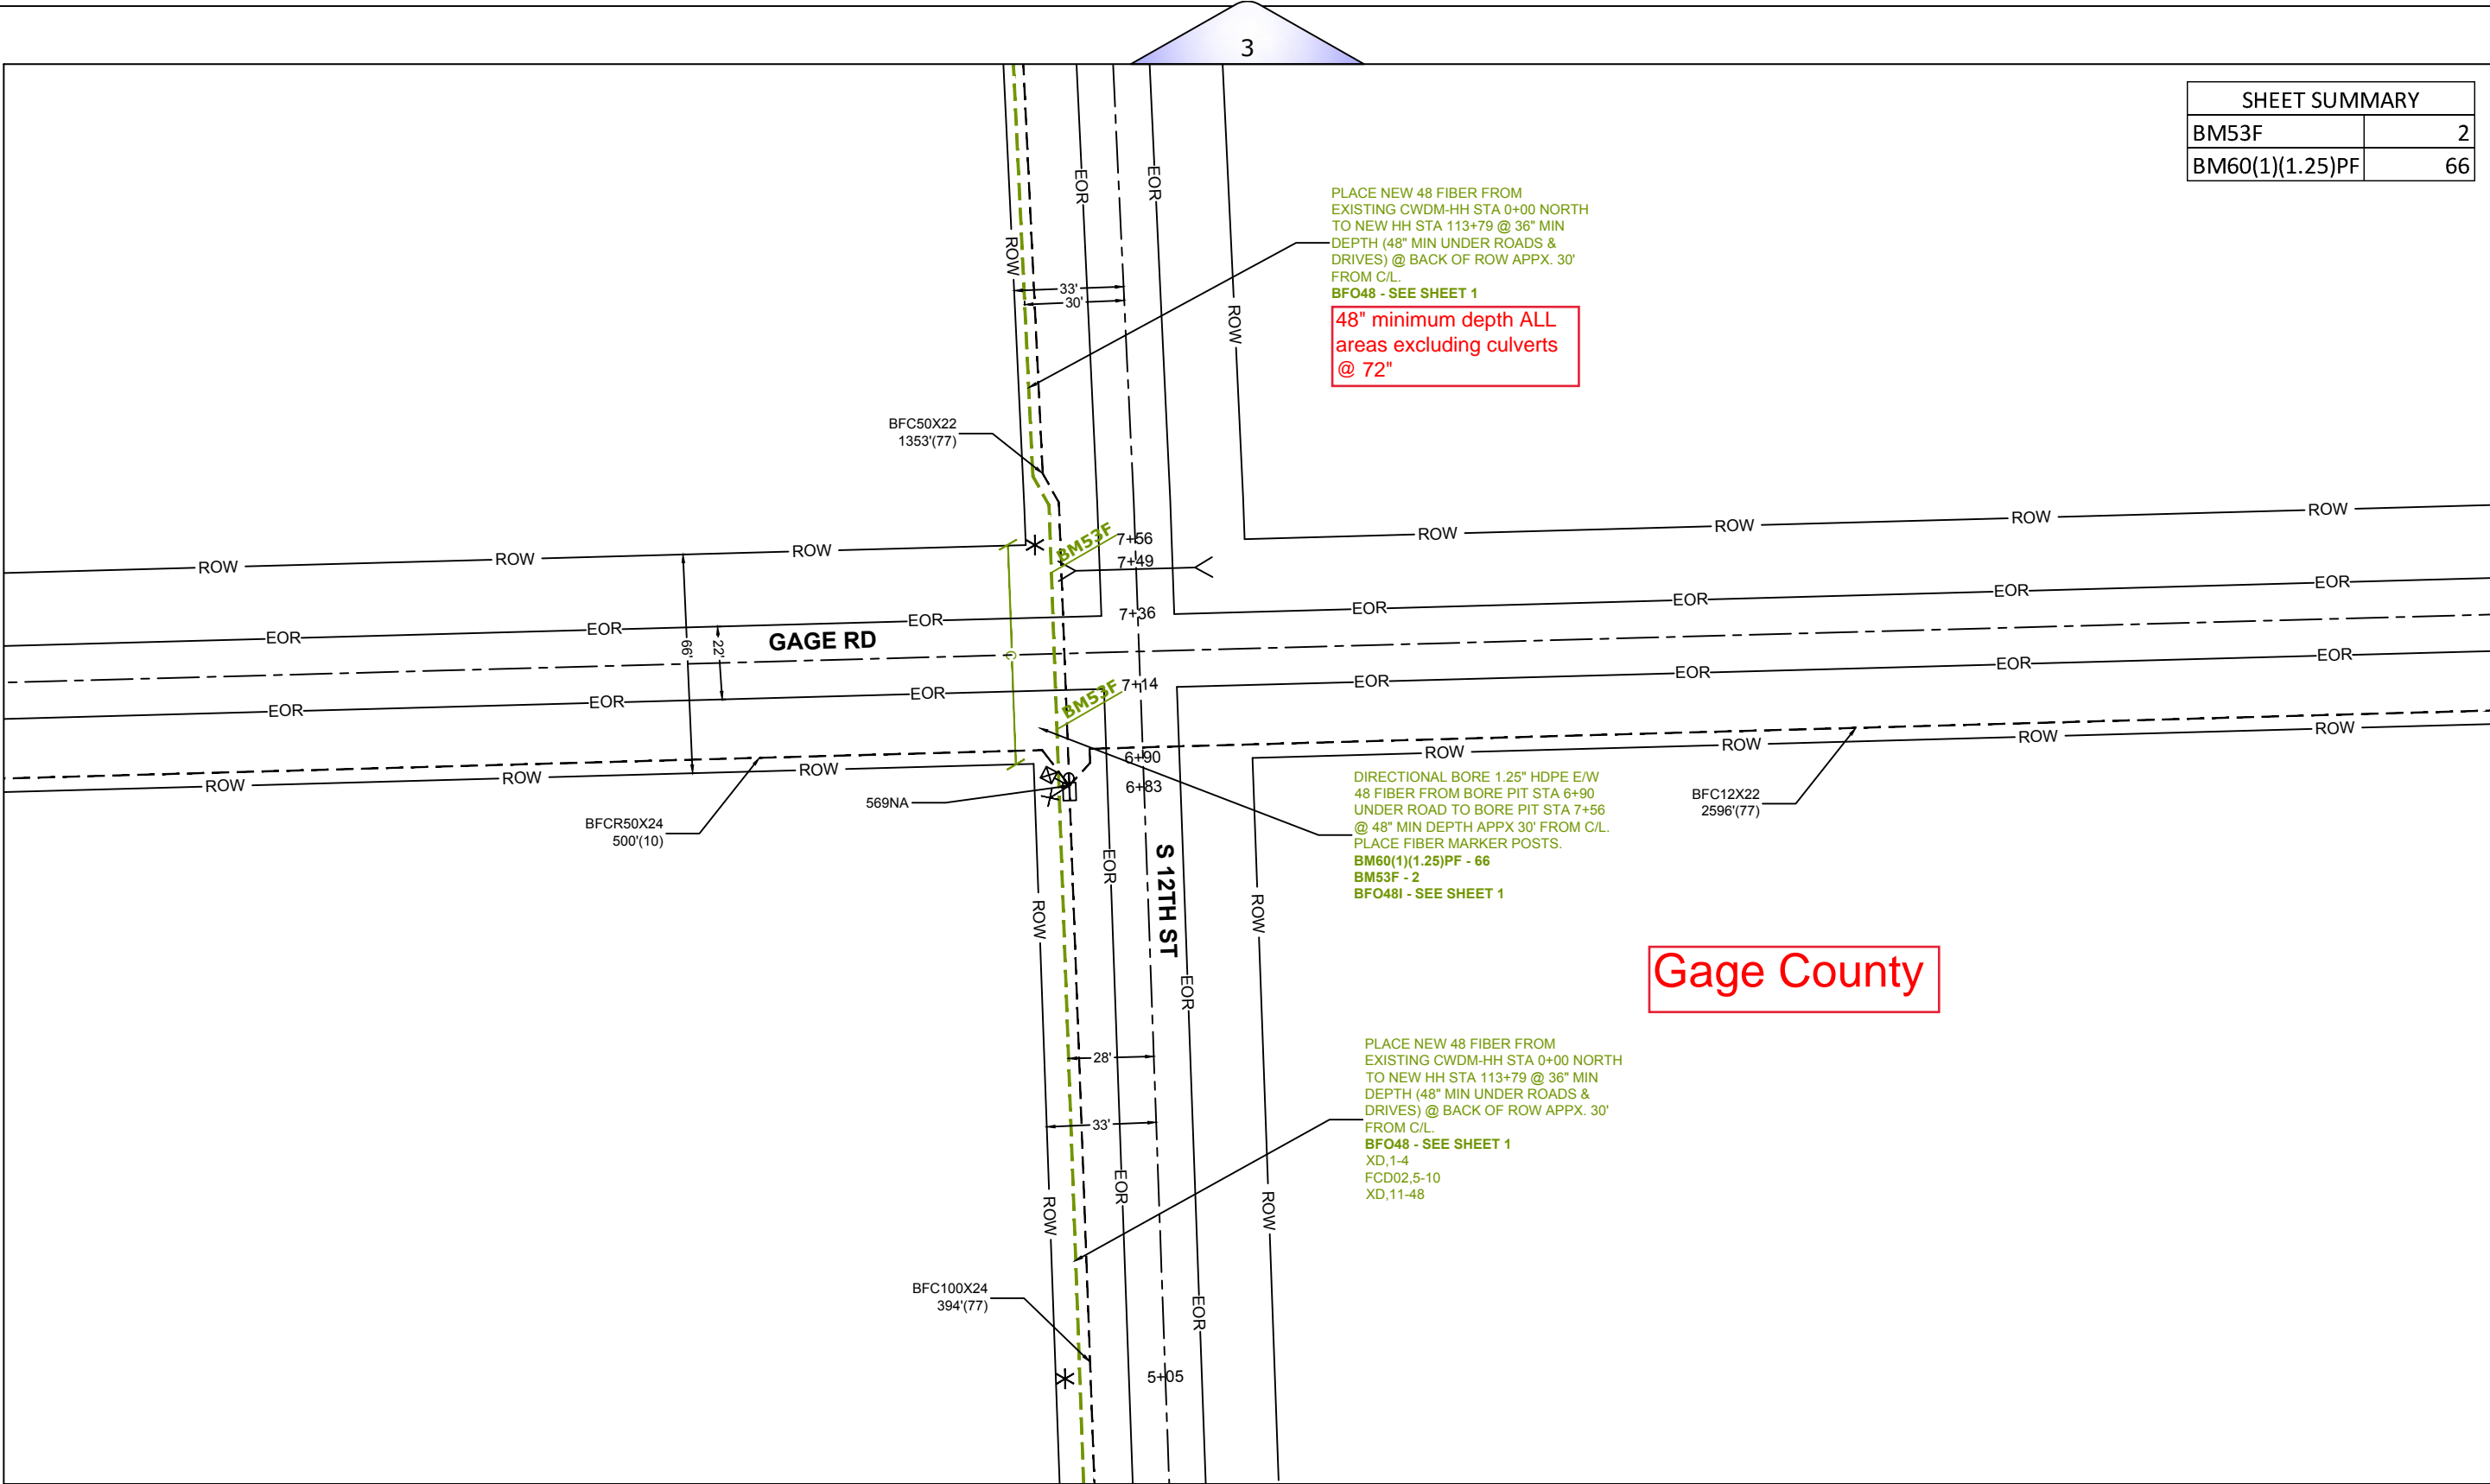 3
SHEET SUMMARY
BM53F 2
BM60(1)(1.25)PF 66
PLACE NEW 48 FIBER FROM
EXISTING CWDM-HH STA 0+00 NORTH
TO NEW HH STA 113+79 @ 36" MIN
DEPTH (48" MIN UNDER ROADS &
DRIVES) @ BACK OF ROW APPX. 30'
FROM C/L.
BFO48 - SEE SHEET 1
48" minimum depth ALL
areas excluding culverts
@ 72"
EOR
EOR
ROW
ROW
33'
30'
BFC50X22
1353'(77)
BM53F
7+56
7+49
7+36
7+14
6+90
6+83
ROW
ROW
ROW
ROW
ROW
ROW
ROW
EOR
EOR
EOR
EOR
EOR
EOR
EOR
66'
22'
GAGE RD
C
EOR
EOR
EOR
EOR
EOR
EOR
EOR
BM53F
ROW
ROW
ROW
ROW
ROW
ROW
ROW
569NA
BFCR50X24
500'(10)
DIRECTIONAL BORE 1.25" HDPE E/W
48 FIBER FROM BORE PIT STA 6+90
UNDER ROAD TO BORE PIT STA 7+56
@ 48" MIN DEPTH APPX 30' FROM C/L.
PLACE FIBER MARKER POSTS.
BM60(1)(1.25)PF - 66
BM53F - 2
BFO48I - SEE SHEET 1
BFC12X22
2596'(77)
S 12TH ST
ROW
EOR
ROW
EOR
Gage County
28'
33'
PLACE NEW 48 FIBER FROM
EXISTING CWDM-HH STA 0+00 NORTH
TO NEW HH STA 113+79 @ 36" MIN
DEPTH (48" MIN UNDER ROADS &
DRIVES) @ BACK OF ROW APPX. 30'
FROM C/L.
BFO48 - SEE SHEET 1
XD,1-4
FCD02,5-10
XD,11-48
ROW
EOR
ROW
EOR
BFC100X24
394'(77)
5+05